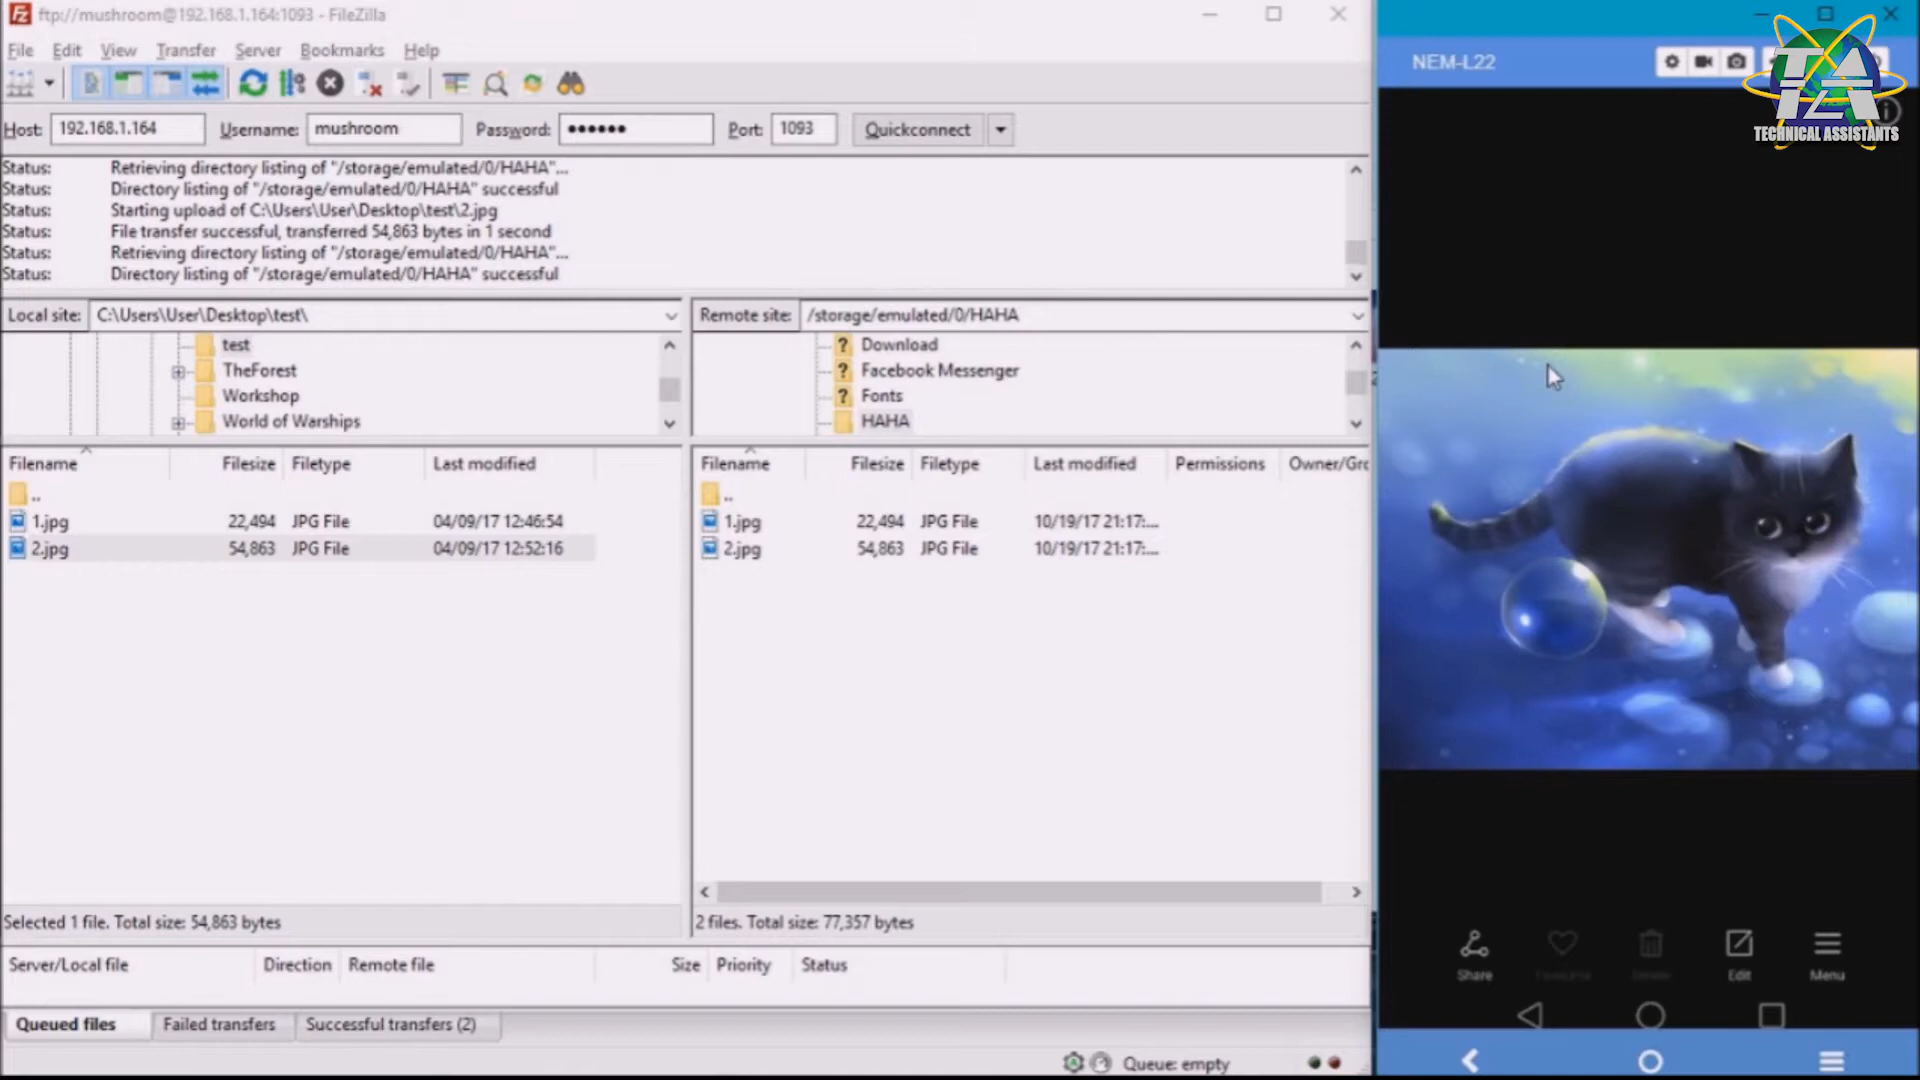 ftp://mushroom@192.168.1.164:1093 - FileZilla
File Edit View Transfer Server Bookmarks Help
Host: 192.168.1.164 Username: mushroom Password: ●●●●●● Port: 1093 Quickconnect
Status: Retrieving directory listing of "/storage/emulated/0/HAHA"...
Status: Directory listing of "/storage/emulated/0/HAHA" successful
Status: Starting upload of C:\Users\User\Desktop\test\2.jpg
Status: File transfer successful, transferred 54,863 bytes in 1 second
Status: Retrieving directory listing of "/storage/emulated/0/HAHA"...
Status: Directory listing of "/storage/emulated/0/HAHA" successful
Local site: C:\Users\User\Desktop\test\
test
TheForest
Workshop
World of Warships
Filename Filesize Filetype Last modified
..
1.jpg 22,494 JPG File 04/09/17 12:46:54
2.jpg 54,863 JPG File 04/09/17 12:52:16
Selected 1 file. Total size: 54,863 bytes
Remote site: /storage/emulated/0/HAHA
? Download
? Facebook Messenger
? Fonts
HAHA
Filename Filesize Filetype Last modified Permissions Owner/Gro
..
1.jpg 22,494 JPG File 10/19/17 21:17:...
2.jpg 54,863 JPG File 10/19/17 21:17:...
2 files. Total size: 77,357 bytes
Server/Local file Direction Remote file Size Priority Status
Queued files Failed transfers Successful transfers (2)
Queue: empty
NEM-L22
TA
TECHNICAL ASSISTANTS
Share Favourite Delete Edit Menu